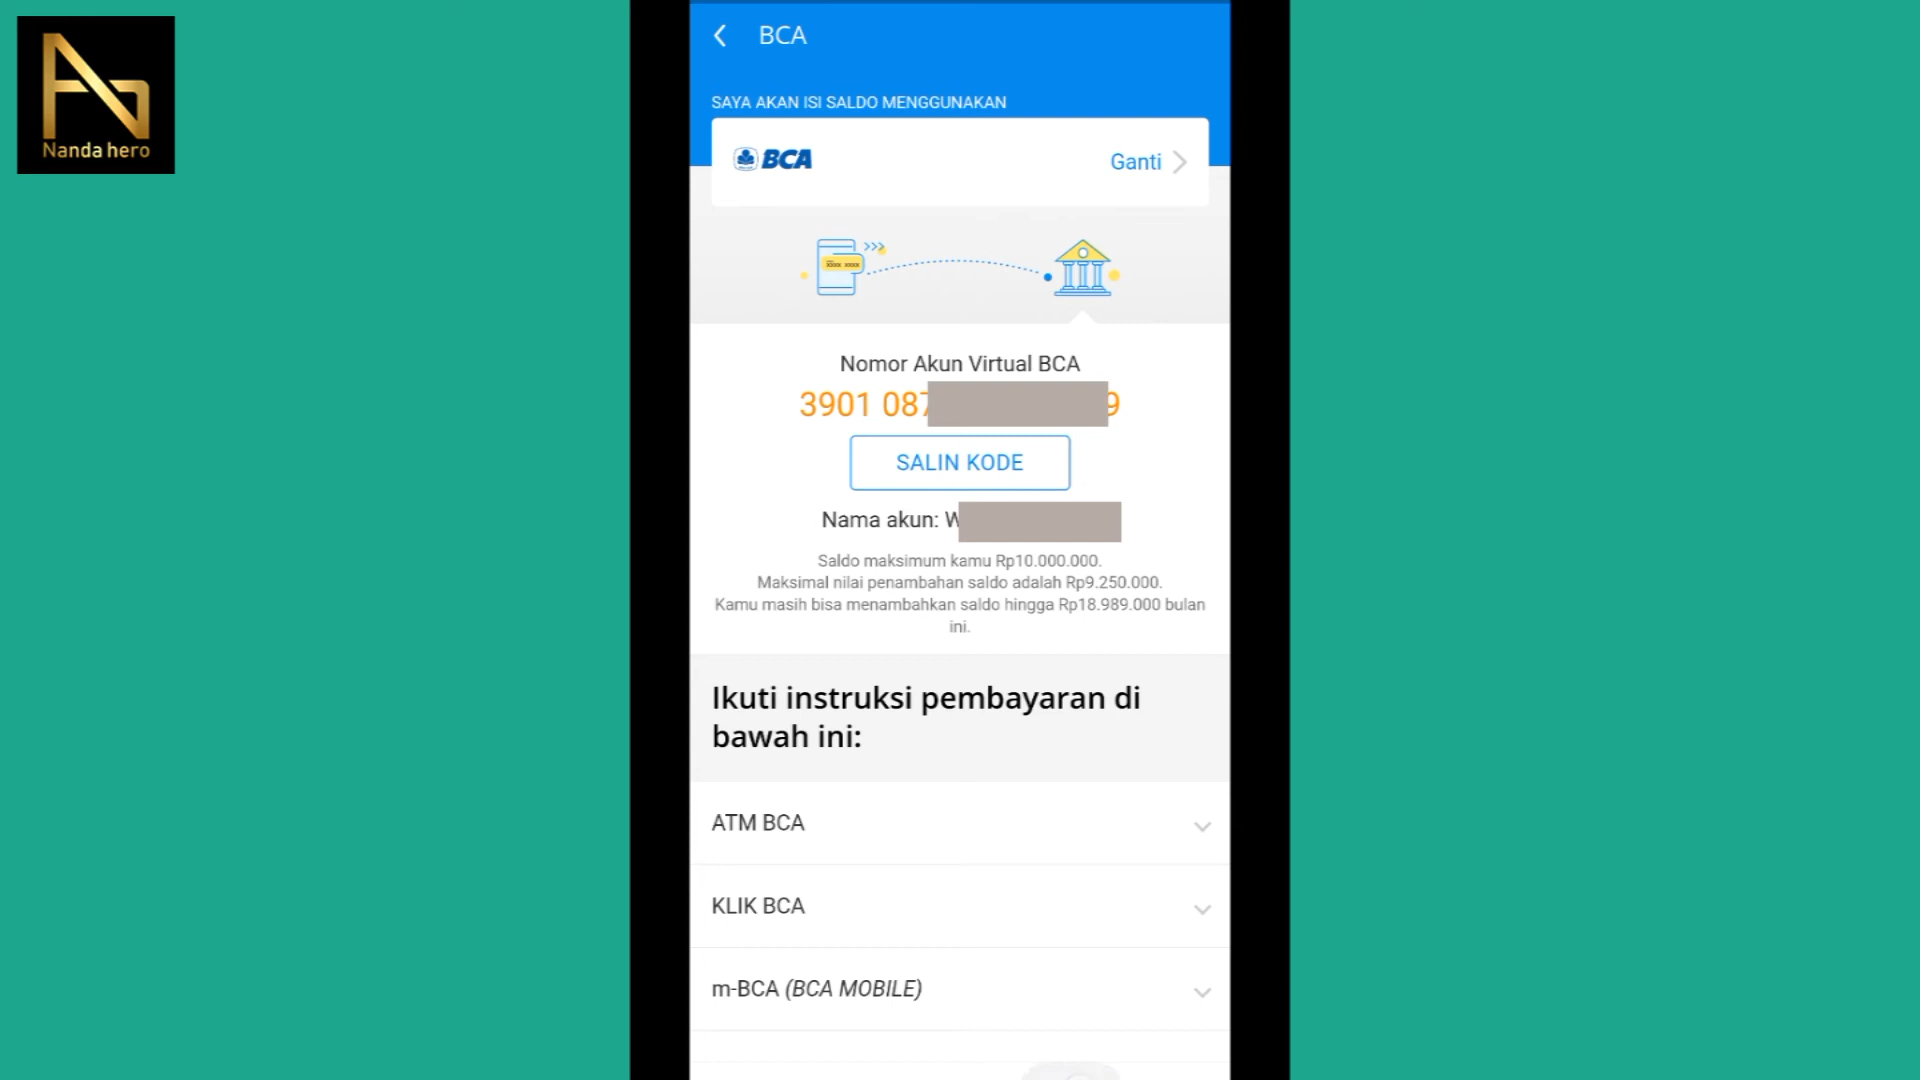 Nanda hero
BCA
SAYA AKAN ISI SALDO MENGGUNAKAN
BCA
Ganti
Nomor Akun Virtual BCA
3901 087 9
SALIN KODE
Nama akun: W
Saldo maksimum kamu Rp10.000.000.
Maksimal nilai penambahan saldo adalah Rp9.250.000.
Kamu masih bisa menambahkan saldo hingga Rp18.989.000 bulan
ini.
Ikuti instruksi pembayaran di
bawah ini:
ATM BCA
KLIK BCA
m-BCA (BCA MOBILE)